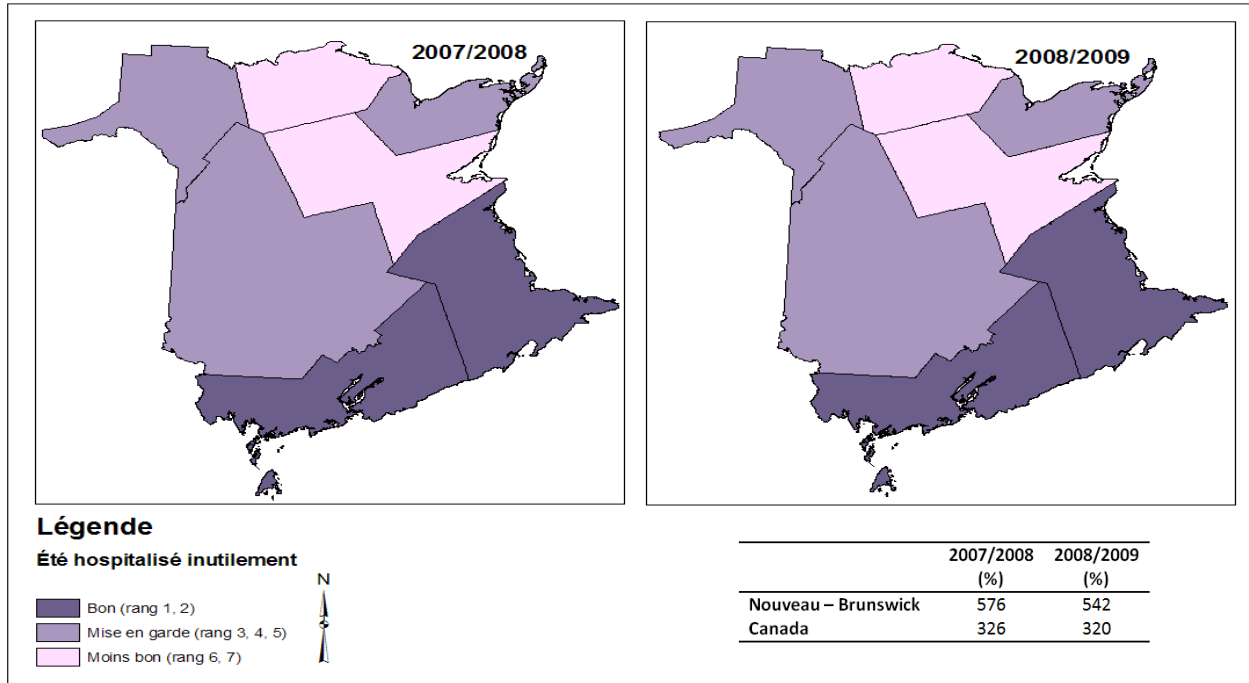 2007/2008
2008/2009
Légende
Été hospitalisé inutilement
N
Bon (rang 1, 2)
Mise en garde (rang 3, 4, 5)
Moins bon (rang 6, 7)
2007/2008 2008/2009
(%) (%)
Nouveau – Brunswick 576 542
Canada 326 320